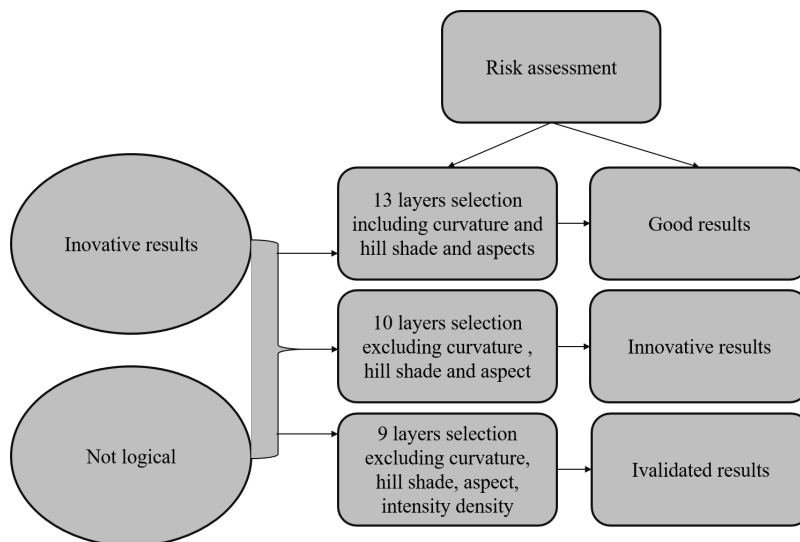 Risk assessment
Inovative results
13 layers selection
including curvature and
hill shade and aspects
Good results
10 layers selection
excluding curvature ,
hill shade and aspect
Innovative results
Not logical
9 layers selection
excluding curvature,
hill shade, aspect,
intensity density
Ivalidated results